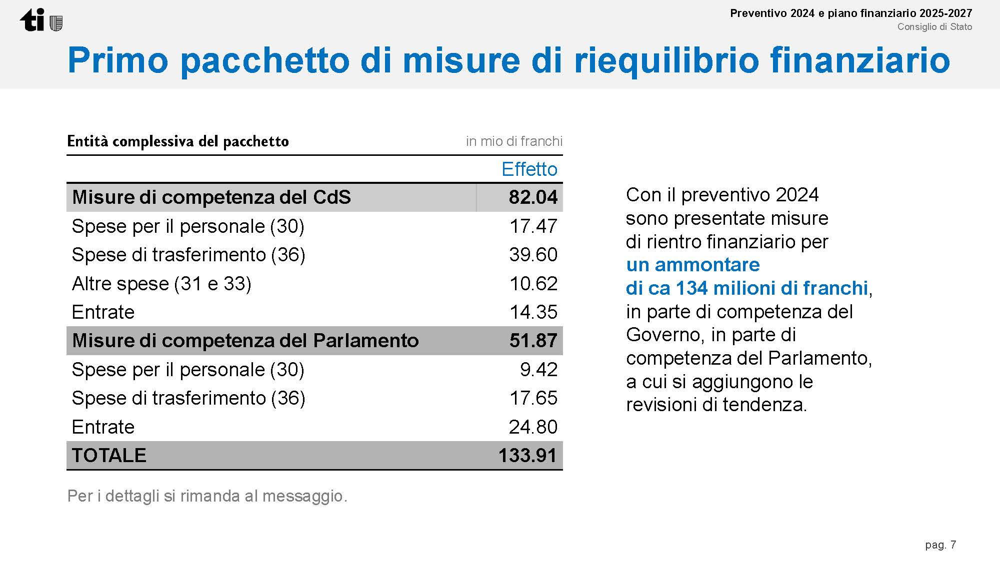 ti
Preventivo 2024 e piano finanziario 2025-2027
Consiglio di Stato
Primo pacchetto di misure di riequilibrio finanziario
Entità complessiva del pacchetto in mio di franchi
Effetto
Misure di competenza del CdS 82.04
Spese per il personale (30) 17.47
Spese di trasferimento (36) 39.60
Altre spese (31 e 33) 10.62
Entrate 14.35
Misure di competenza del Parlamento 51.87
Spese per il personale (30) 9.42
Spese di trasferimento (36) 17.65
Entrate 24.80
TOTALE 133.91
Per i dettagli si rimanda al messaggio.
Con il preventivo 2024
sono presentate misure
di rientro finanziario per
un ammontare
di ca 134 milioni di franchi,
in parte di competenza del
Governo, in parte di
competenza del Parlamento,
a cui si aggiungono le
revisioni di tendenza.
pag. 7